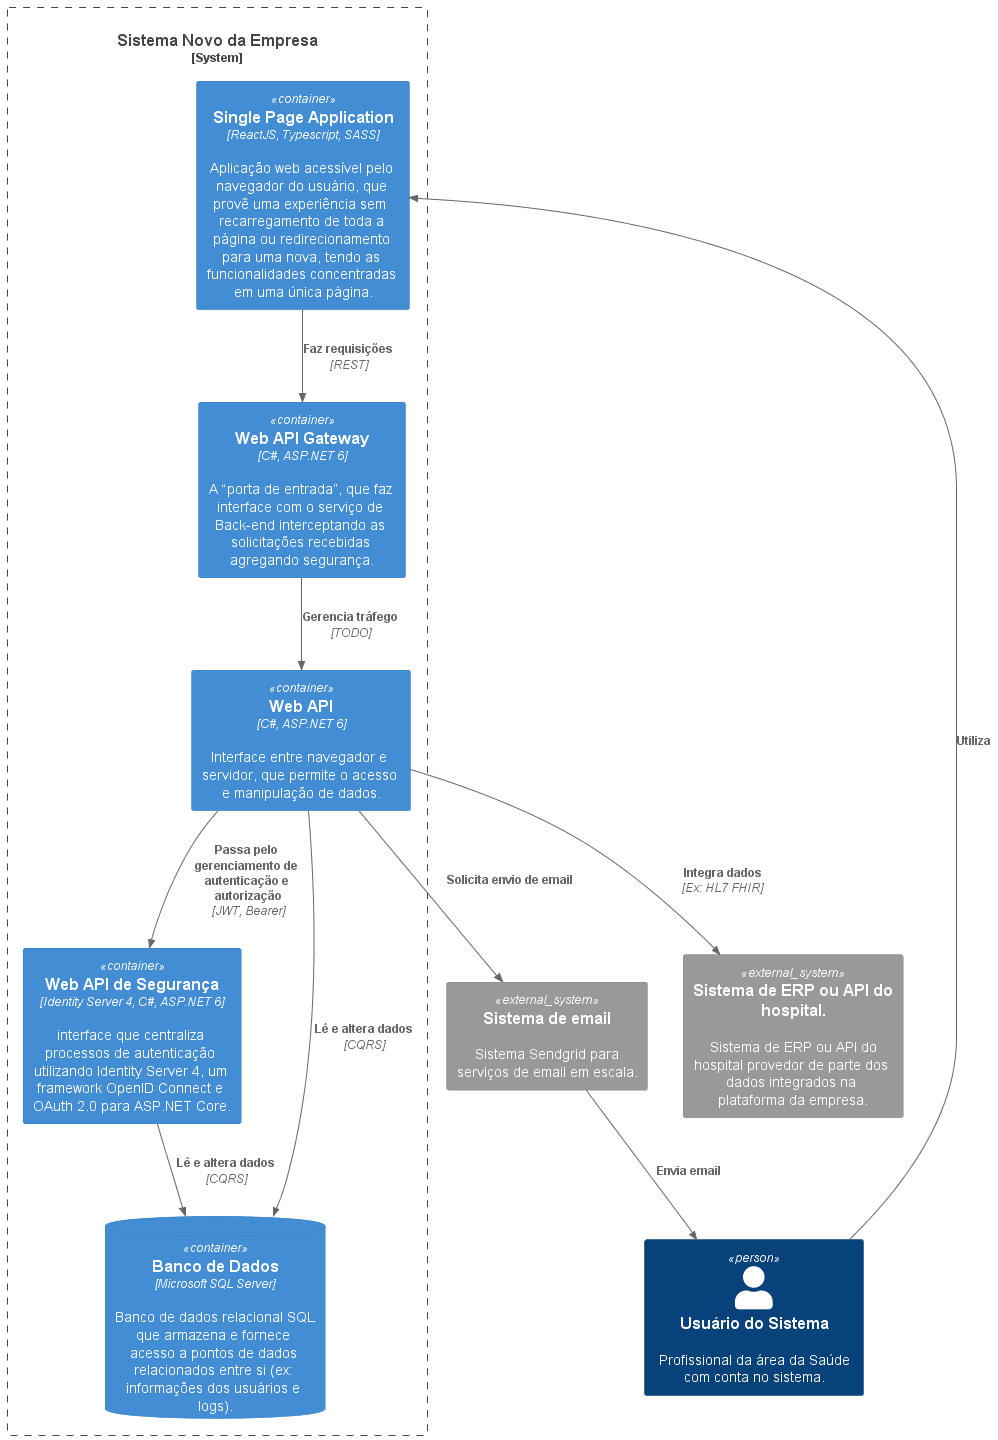 Sistema Novo da Empresa
[System]
«container»
Single Page Application
[ReactJS, Typescript, SASS]
Aplicação web acessível pelo
navegador do usuário, que
provê uma experiência sem
recarregamento de toda a
página ou redirecionamento
para uma nova, tendo as
funcionalidades concentradas
em uma única página.
Faz requisições
[REST]
«container»
Web API Gateway
[C#, ASP.NET 6]
A “porta de entrada”, que faz
interface com o serviço de
Back-end interceptando as
solicitações recebidas
agregando segurança.
Gerencia tráfego
[TODO]
«container»
Web API
[C#, ASP.NET 6]
Interface entre navegador e
servidor, que permite o acesso
e manipulação de dados.
Utiliza
Passa pelo
gerenciamento de
autenticação e
autorização
[JWT, Bearer]
Solicita envio de email
Integra dados
[Ex: HL7 FHIR]
«container»
Web API de Segurança
[Identity Server 4, C#, ASP.NET 6]
interface que centraliza
processos de autenticação
utilizando Identity Server 4, um
framework OpenID Connect e
OAuth 2.0 para ASP.NET Core.
Lê e altera dados
[CQRS]
«external_system»
Sistema de email
Sistema Sendgrid para
serviços de email em escala.
«external_system»
Sistema de ERP ou API do
hospital.
Sistema de ERP ou API do
hospital provedor de parte dos
dados integrados na
plataforma da empresa.
Lê e altera dados
[CQRS]
Envia email
«container»
Banco de Dados
[Microsoft SQL Server]
Banco de dados relacional SQL
que armazena e fornece
acesso a pontos de dados
relacionados entre si (ex:
informações dos usuários e
logs).
«person»
Usuário do Sistema
Profissional da área da Saúde
com conta no sistema.